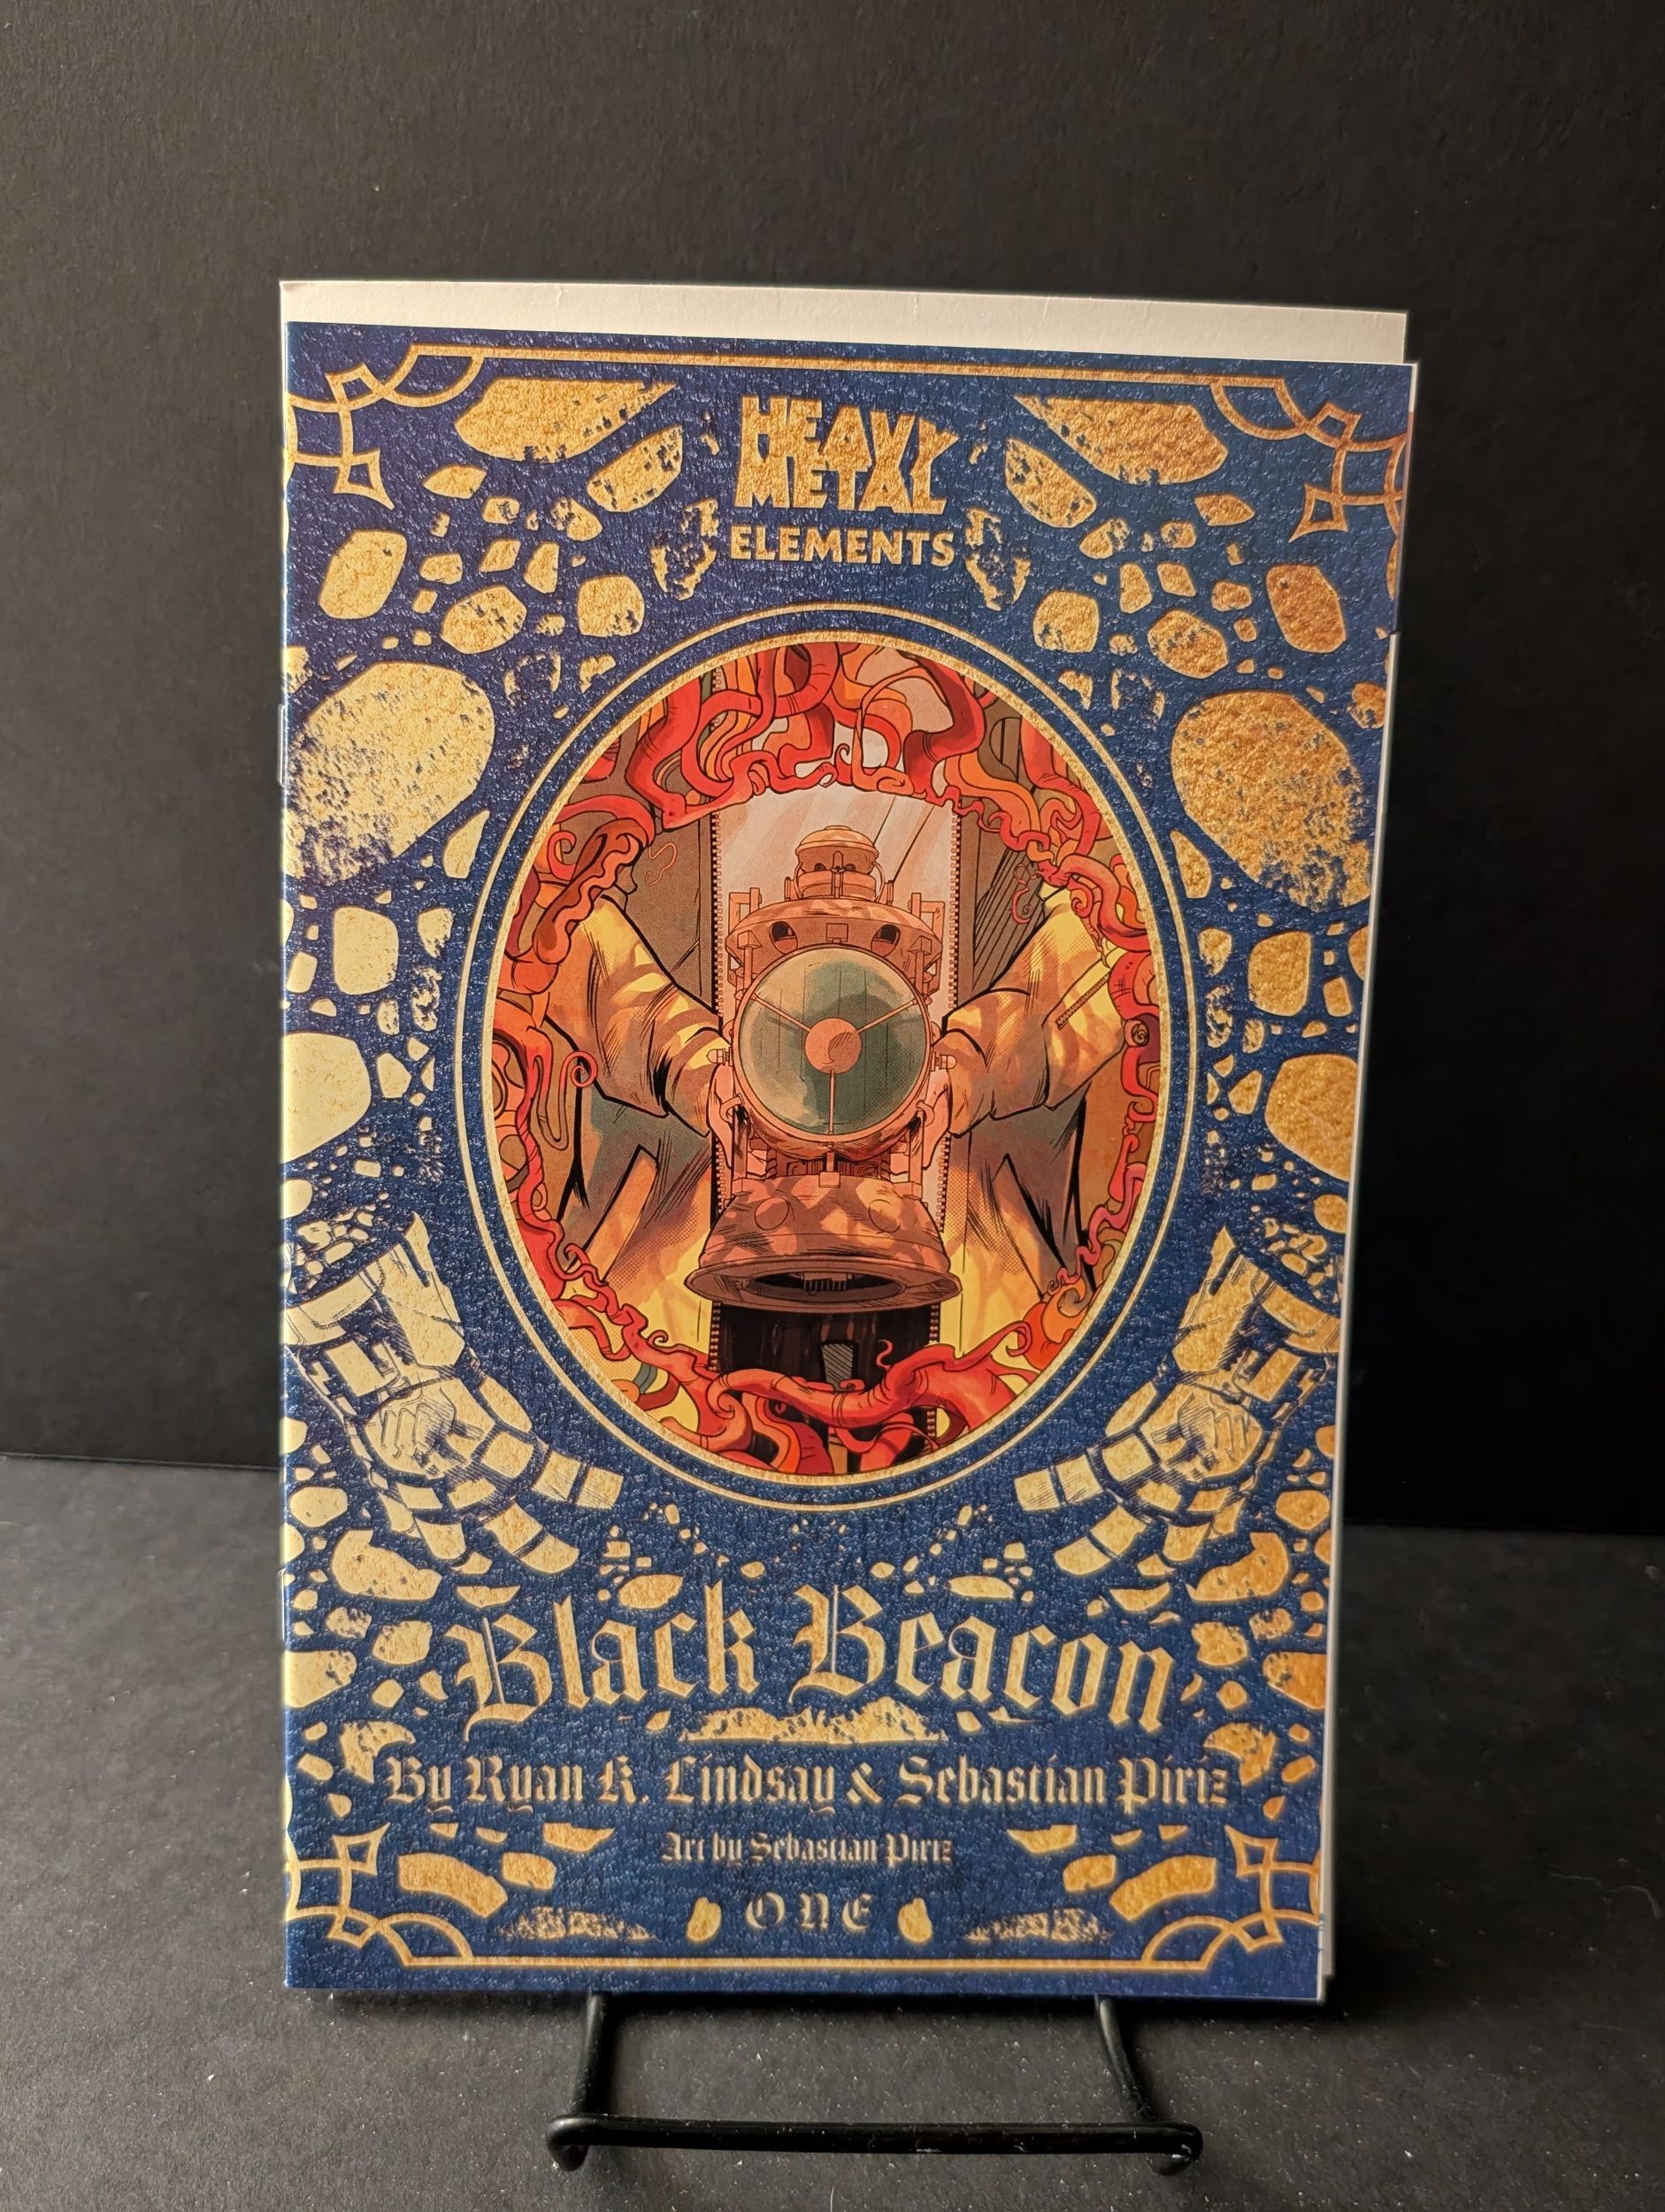 HEAVY
METAL
ELEMENTS
Black Beacon
By Ryan K. Lindsay & Sebastian Piriz
Art by Sebastian Piriz
ONE